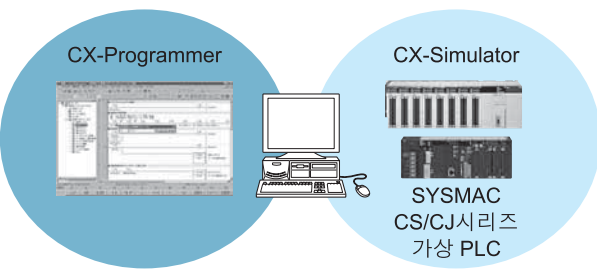 CX-Programmer
CX-Simulator
SYSMAC
CS/CJ시리즈
가상 PLC